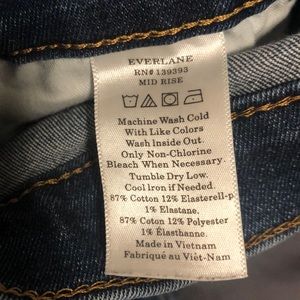 EVERLANE
RN# 139393
MID RISE
Machine Wash Cold
With Like Colors
Wash Inside Out.
Only Non-Chlorine
Bleach When Necessary.
Tumble Dry Low.
Cool Iron if Needed.
87% Cotton 12% Elasterell-p
1% Elastane.
87% Coton 12% Polyester
1% Élasthanne.
Made in Vietnam
Fabriqué au Viêt-Nam